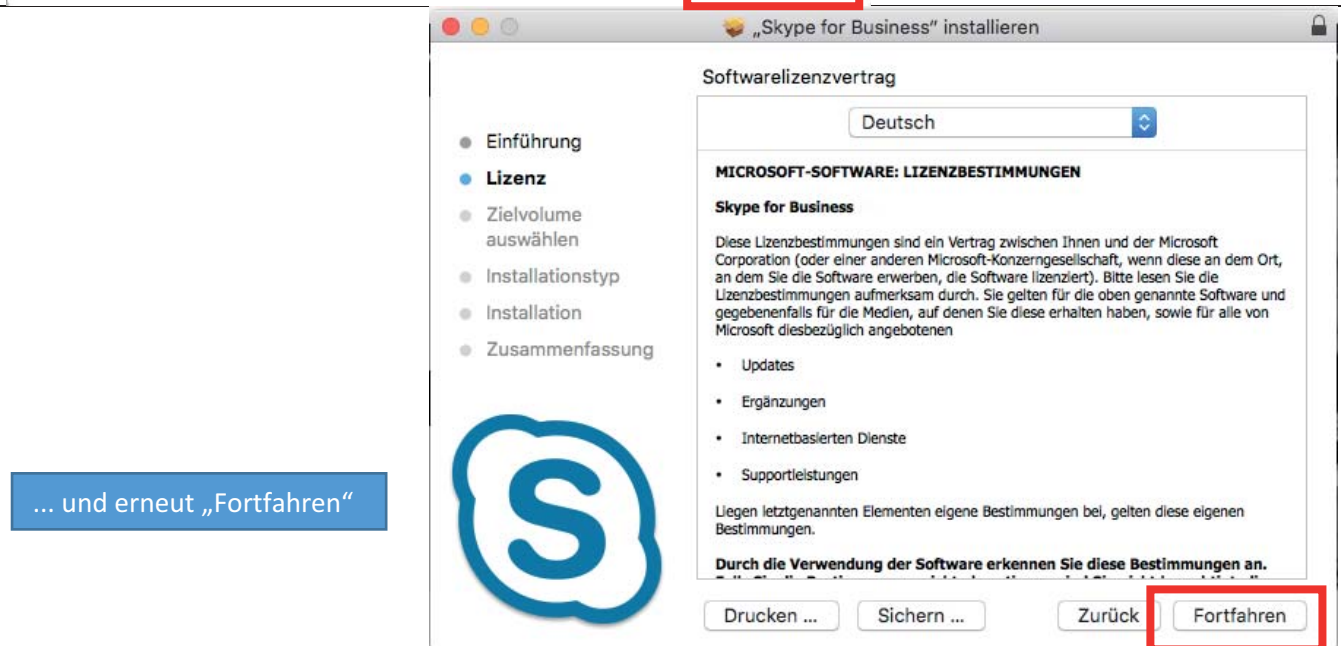 „Skype for Business“ installieren
Softwarelizenzvertrag
Deutsch
Einführung
Lizenz
Zielvolume
auswählen
Installationstyp
Installation
Zusammenfassung
MICROSOFT-SOFTWARE: LIZENZBESTIMMUNGEN
Skype for Business
Diese Lizenzbestimmungen sind ein Vertrag zwischen Ihnen und der Microsoft
Corporation (oder einer anderen Microsoft-Konzerngesellschaft, wenn diese an dem Ort,
an dem Sie die Software erwerben, die Software lizenziert). Bitte lesen Sie die
Lizenzbestimmungen aufmerksam durch. Sie gelten für die oben genannte Software und
gegebenenfalls für die Medien, auf denen Sie diese erhalten haben, sowie für alle von
Microsoft diesbezüglich angebotenen
• Updates
• Ergänzungen
• Internetbasierten Dienste
• Supportleistungen
Liegen letztgenannten Elementen eigene Bestimmungen bei, gelten diese eigenen
Bestimmungen.
Durch die Verwendung der Software erkennen Sie diese Bestimmungen an.
S
... und erneut „Fortfahren“
Drucken ...
Sichern ...
Zurück
Fortfahren